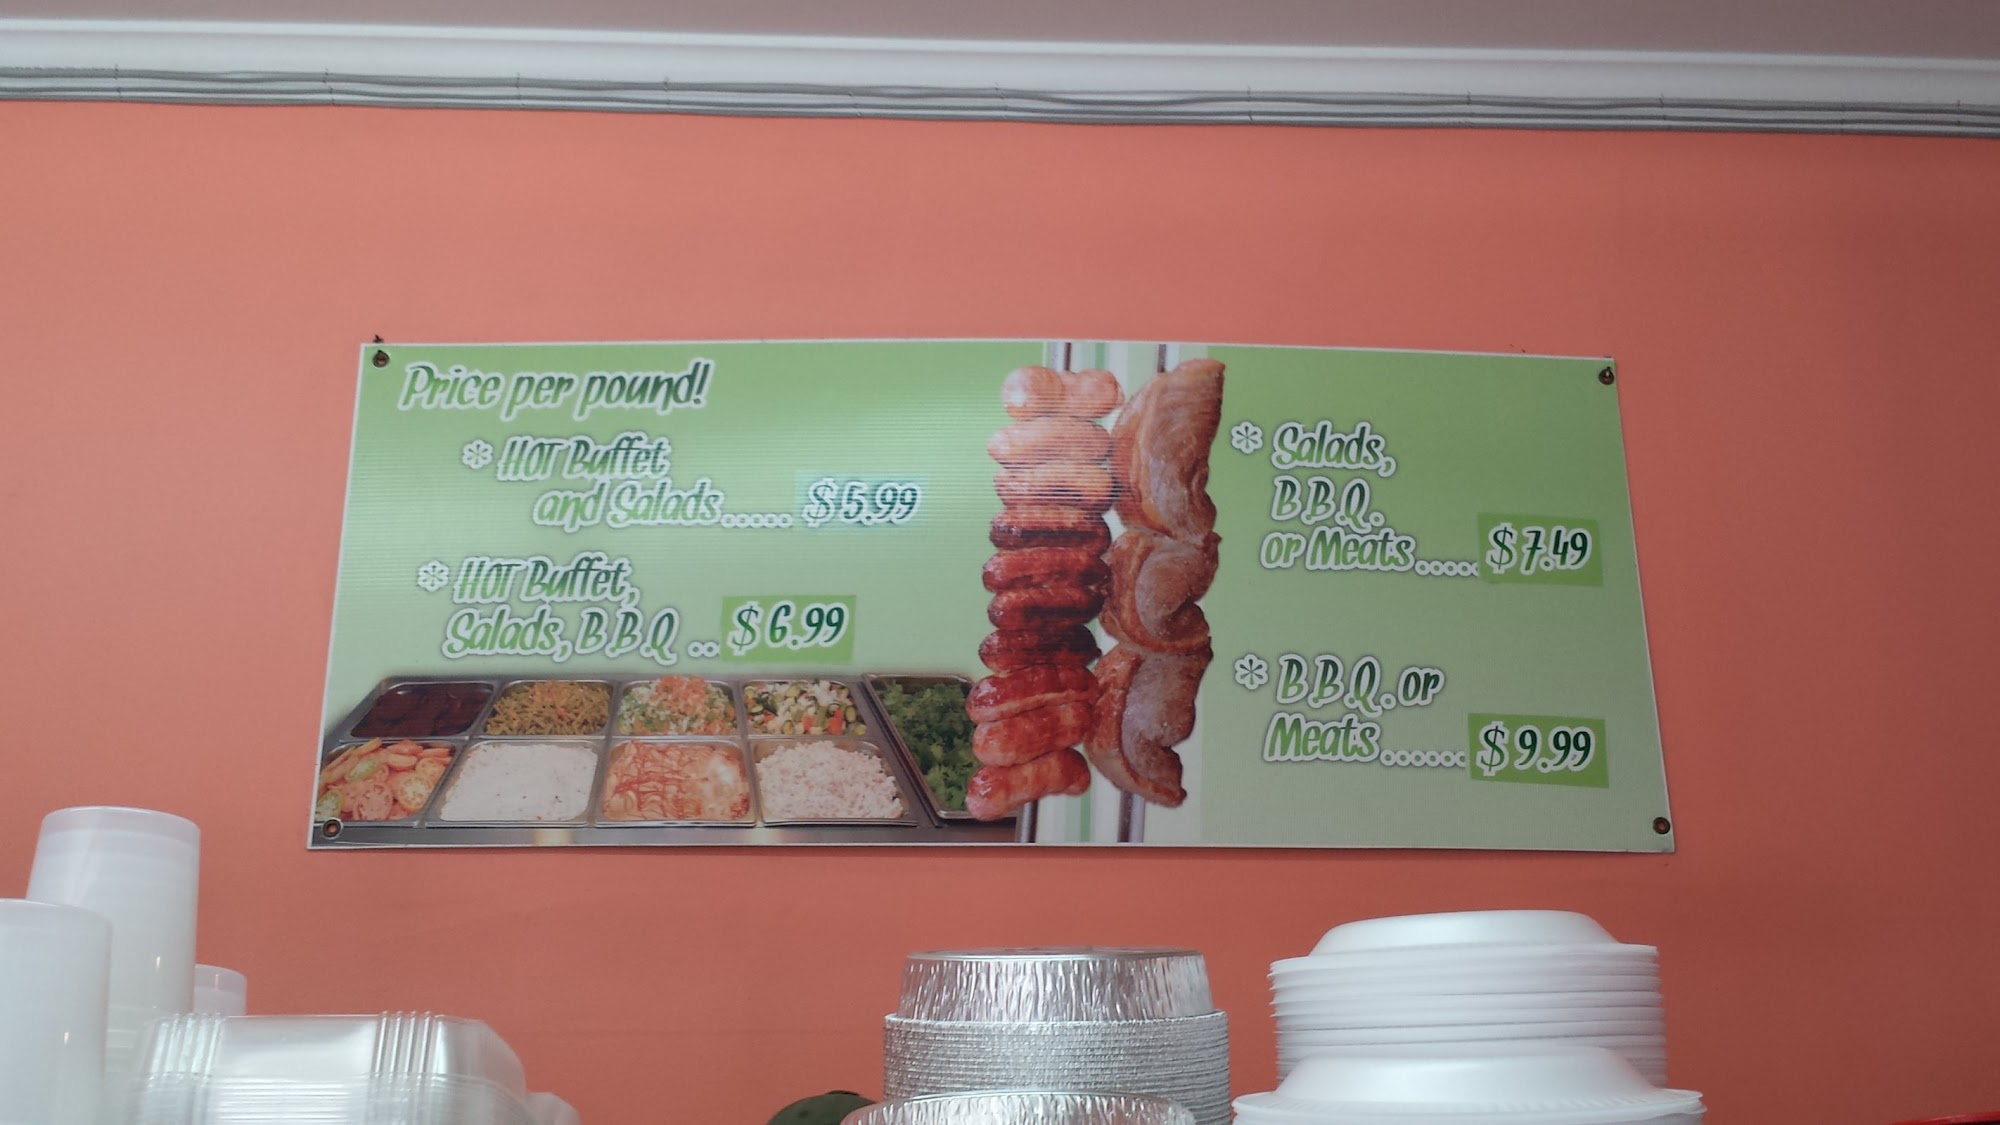 Price per pound!
* HOT Buffet
and Salads..... $5.99
* HOT Buffet,
Salads, B.B.Q ... $6.99
* Salads,
B.B.Q.
or Meats..... $7.49
* B.B.Q. or
Meats...... $9.99